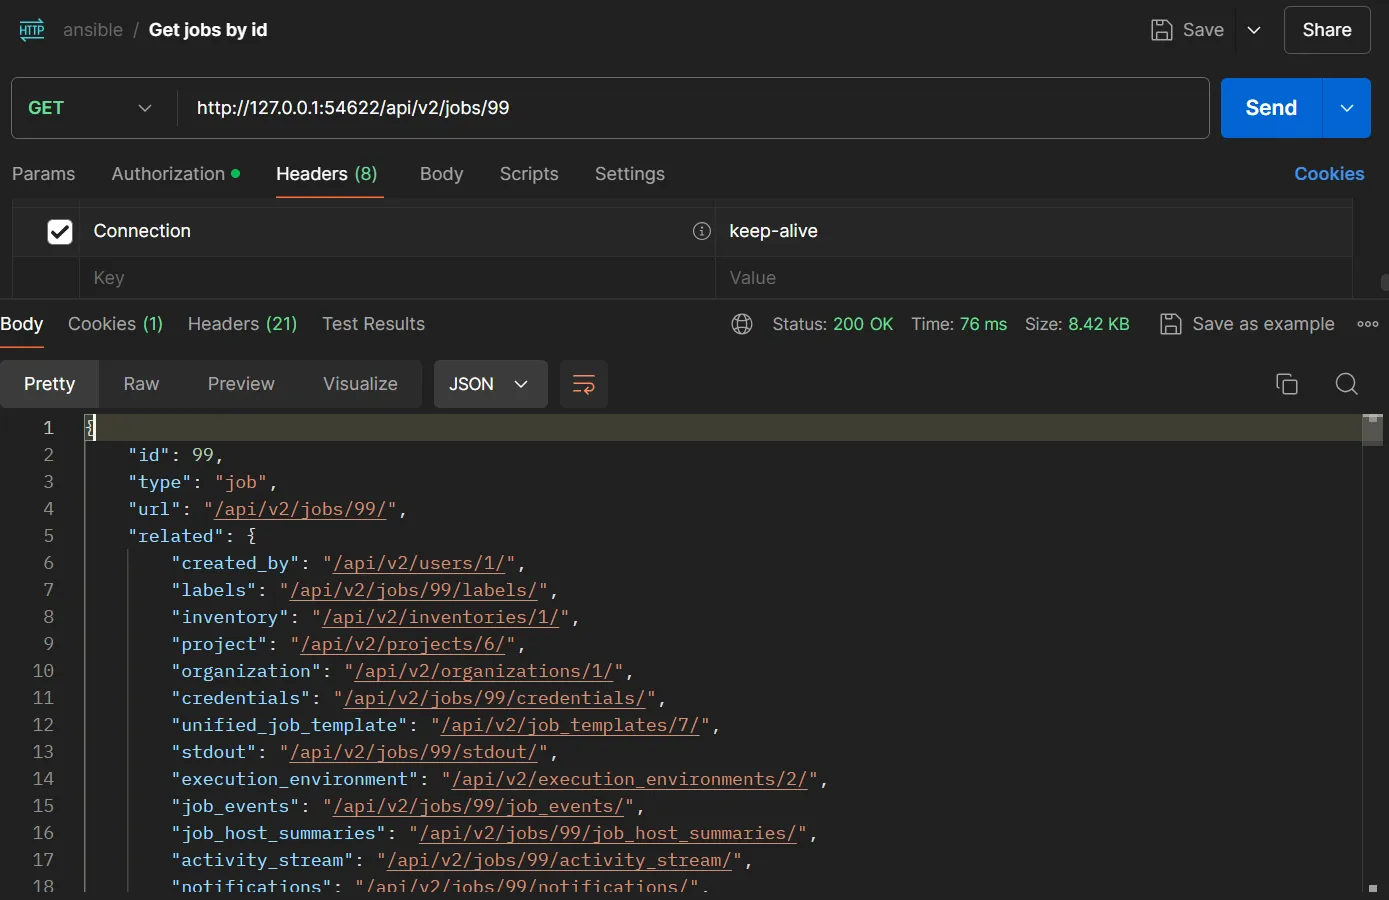 HTTP ansible / Get jobs by id Save Share
GET http://127.0.0.1:54622/api/v2/jobs/99 Send
Params Authorization Headers (8) Body Scripts Settings Cookies
Connection keep-alive
Key Value
Body Cookies (1) Headers (21) Test Results Status: 200 OK Time: 76 ms Size: 8.42 KB Save as example
Pretty Raw Preview Visualize JSON
1 {
2 "id": 99,
3 "type": "job",
4 "url": "/api/v2/jobs/99/",
5 "related": {
6 "created_by": "/api/v2/users/1/",
7 "labels": "/api/v2/jobs/99/labels/",
8 "inventory": "/api/v2/inventories/1/",
9 "project": "/api/v2/projects/6/",
10 "organization": "/api/v2/organizations/1/",
11 "credentials": "/api/v2/jobs/99/credentials/",
12 "unified_job_template": "/api/v2/job_templates/7/",
13 "stdout": "/api/v2/jobs/99/stdout/",
14 "execution_environment": "/api/v2/execution_environments/2/",
15 "job_events": "/api/v2/jobs/99/job_events/",
16 "job_host_summaries": "/api/v2/jobs/99/job_host_summaries/",
17 "activity_stream": "/api/v2/jobs/99/activity_stream/",
18 "notifications": "/api/v2/jobs/99/notifications/",